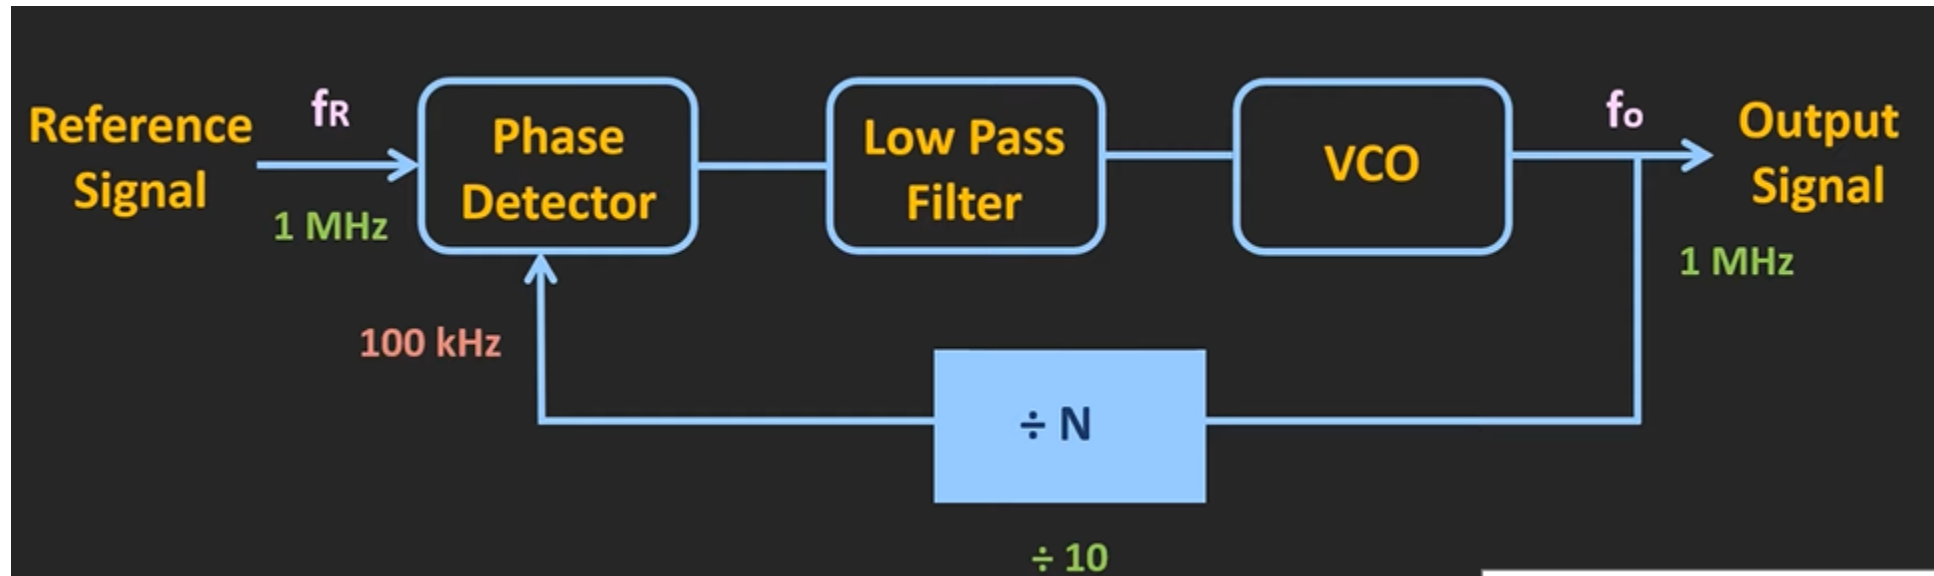 Reference
Signal
fR
1 MHz
Phase
Detector
Low Pass
Filter
VCO
fo
Output
Signal
1 MHz
100 kHz
÷ N
÷ 10